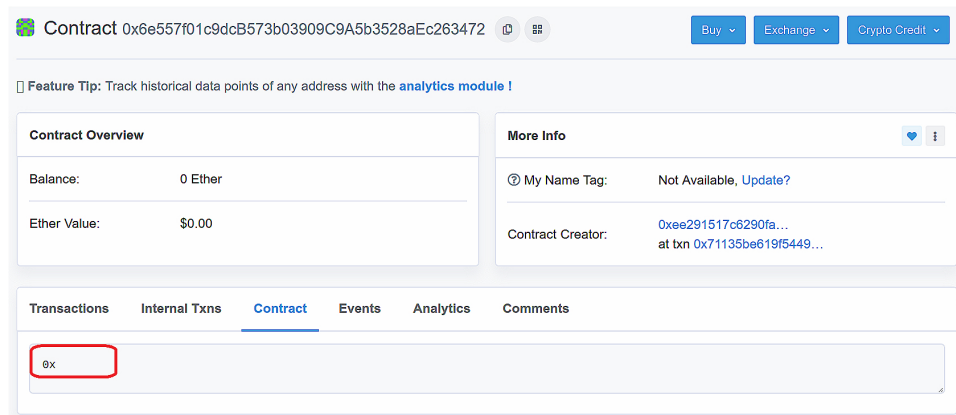 Contract 0x6e557f01c9dcB573b03909C9A5b3528aEc263472
Buy Exchange Crypto Credit
Feature Tip: Track historical data points of any address with the analytics module !
Contract Overview
Balance: 0 Ether
Ether Value: $0.00
More Info
My Name Tag: Not Available, Update?
Contract Creator: 0xee291517c6290fa...
at txn 0x71135be619f5449...
Transactions Internal Txns Contract Events Analytics Comments
0x